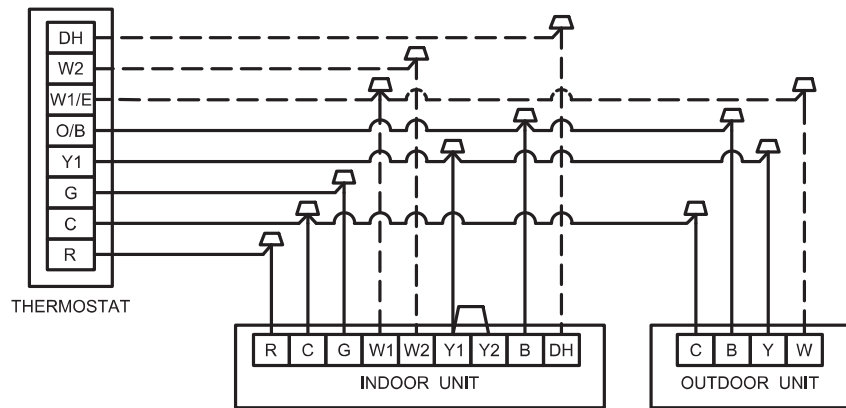 DH
W2
W1/E
O/B
Y1
G
C
R
THERMOSTAT
R C G W1 W2 Y1 Y2 B DH
INDOOR UNIT
C B Y W
OUTDOOR UNIT